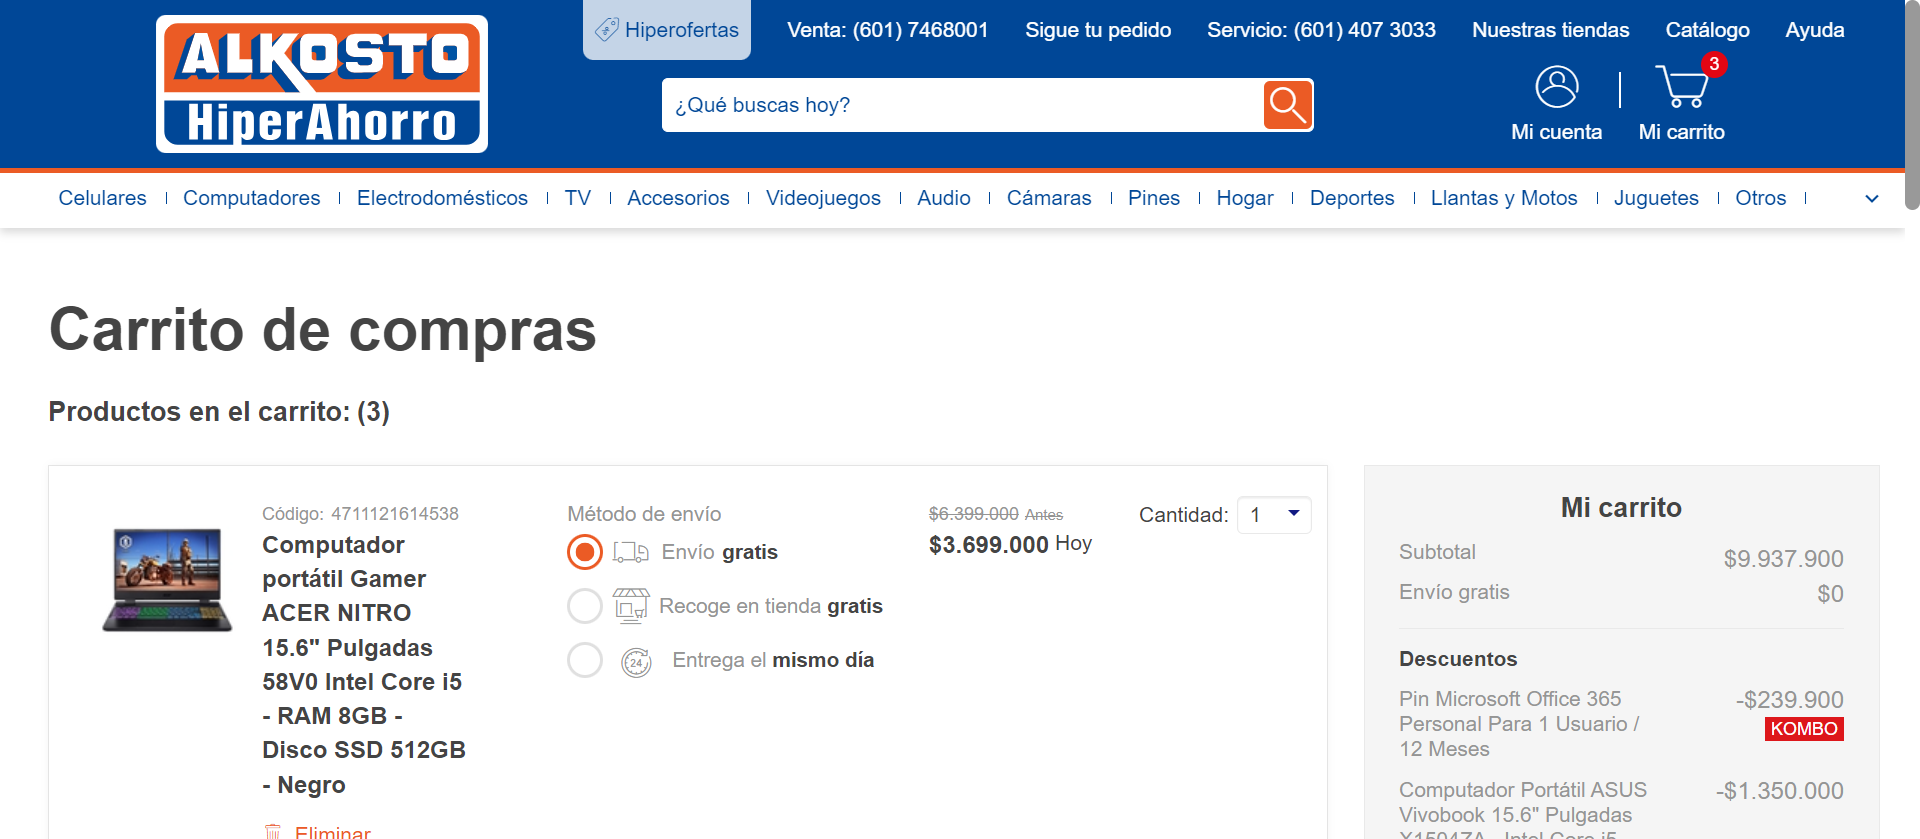 ALKOSTO
HiperAhorro
Hiperofertas
Venta: (601) 7468001
Sigue tu pedido
Servicio: (601) 407 3033
Nuestras tiendas
Catálogo
Ayuda
¿Qué buscas hoy?
Mi cuenta
3
Mi carrito
Celulares
Computadores
Electrodomésticos
TV
Accesorios
Videojuegos
Audio
Cámaras
Pines
Hogar
Deportes
Llantas y Motos
Juguetes
Otros
Carrito de compras
Productos en el carrito: (3)
Código: 4711121614538
Computador
portátil Gamer
ACER NITRO
15.6" Pulgadas
58V0 Intel Core i5
- RAM 8GB -
Disco SSD 512GB
- Negro
Eliminar
Método de envío
Envío gratis
Recoge en tienda gratis
24
Entrega el mismo día
$6.399.000 Antes
$3.699.000 Hoy
Cantidad: 1
Mi carrito
Subtotal $9.937.900
Envío gratis $0
Descuentos
Pin Microsoft Office 365 -$239.900
Personal Para 1 Usuario / KOMBO
12 Meses
Computador Portátil ASUS -$1.350.000
Vivobook 15.6" Pulgadas
X1504ZA - Intel Core i5